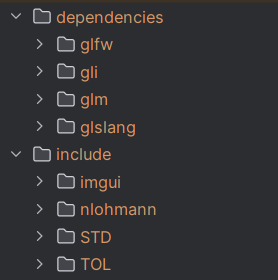 dependencies
glfw
gli
glm
glslang
include
imgui
nlohmann
STD
TOL